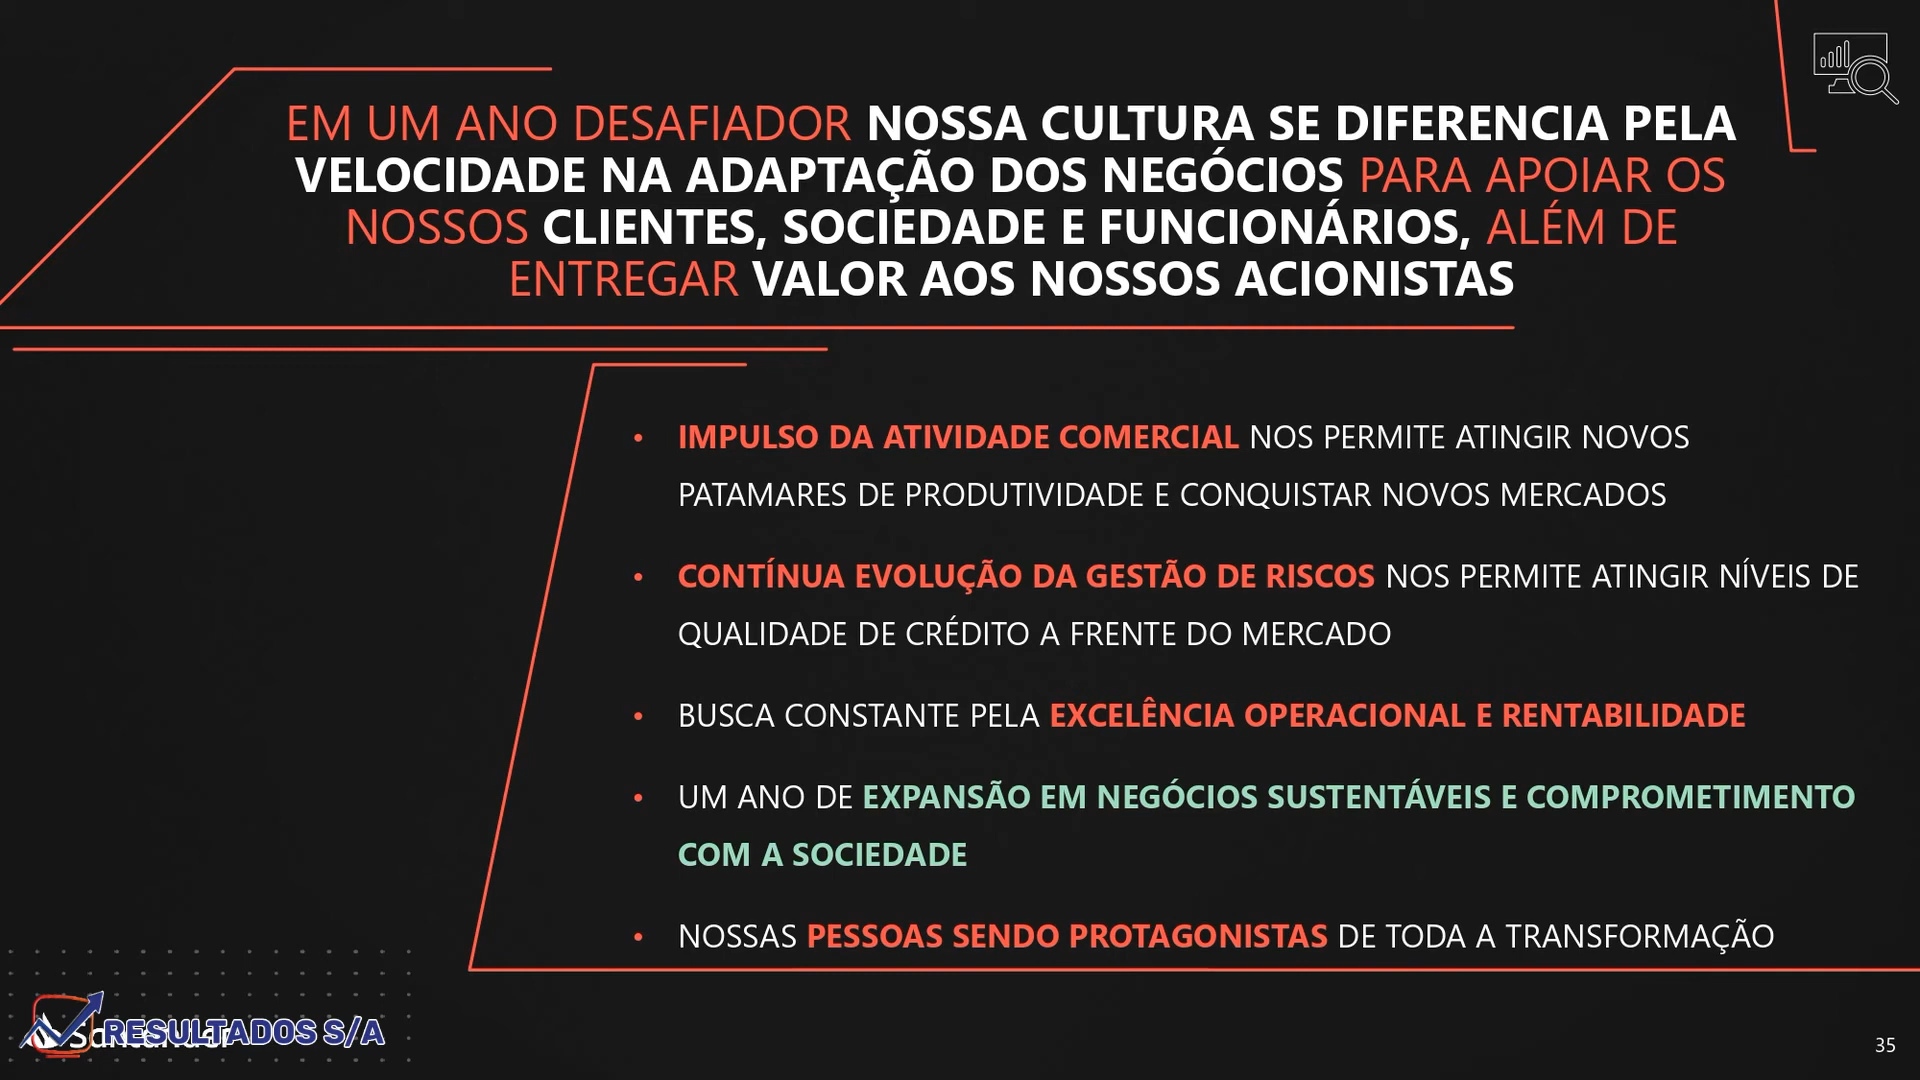 EM UM ANO DESAFIADOR NOSSA CULTURA SE DIFERENCIA PELA
VELOCIDADE NA ADAPTAÇÃO DOS NEGÓCIOS PARA APOIAR OS
NOSSOS CLIENTES, SOCIEDADE E FUNCIONÁRIOS, ALÉM DE
ENTREGAR VALOR AOS NOSSOS ACIONISTAS
• IMPULSO DA ATIVIDADE COMERCIAL NOS PERMITE ATINGIR NOVOS
PATAMARES DE PRODUTIVIDADE E CONQUISTAR NOVOS MERCADOS
• CONTÍNUA EVOLUÇÃO DA GESTÃO DE RISCOS NOS PERMITE ATINGIR NÍVEIS DE
QUALIDADE DE CRÉDITO A FRENTE DO MERCADO
• BUSCA CONSTANTE PELA EXCELÊNCIA OPERACIONAL E RENTABILIDADE
• UM ANO DE EXPANSÃO EM NEGÓCIOS SUSTENTÁVEIS E COMPROMETIMENTO
COM A SOCIEDADE
• NOSSAS PESSOAS SENDO PROTAGONISTAS DE TODA A TRANSFORMAÇÃO
Santander
RESULTADOS S/A
35